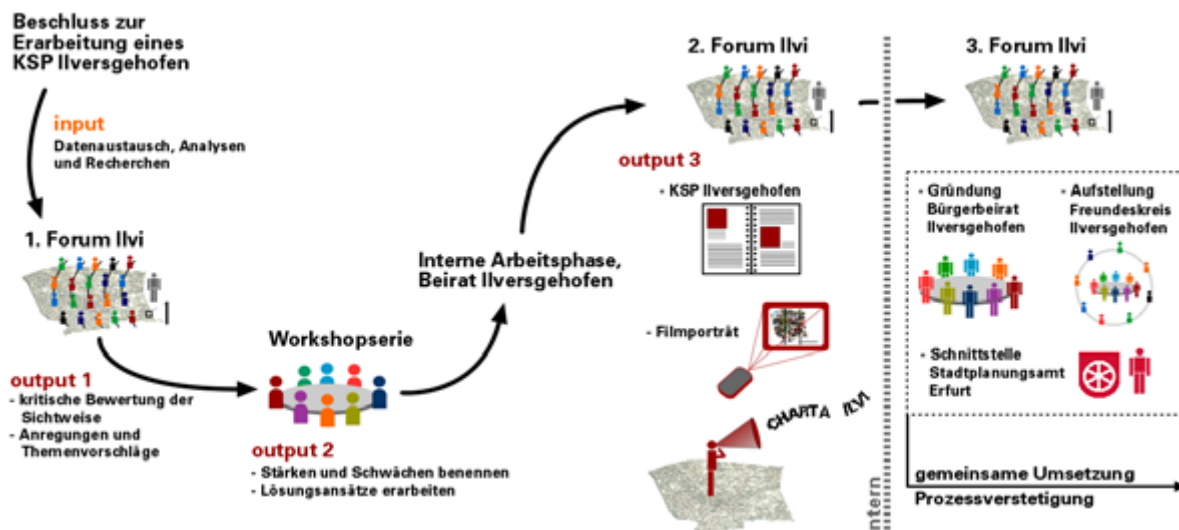 Beschluss zur
Erarbeitung eines
KSP Ilversgehofen
input
Datenaustausch, Analysen
und Recherchen
1. Forum Ilvi
output 1
- kritische Bewertung der
Sichtweise
- Anregungen und
Themenvorschläge
Workshopserie
output 2
- Stärken und Schwächen benennen
- Lösungsansätze erarbeiten
Interne Arbeitsphase,
Beirat Ilversgehofen
2. Forum Ilvi
output 3
- KSP Ilversgehofen
- Filmporträt
CHARTA ILVI
ntern
3. Forum Ilvi
- Gründung
Bürgerbeirat
Ilversgehofen
- Aufstellung
Freundeskreis
Ilversgehofen
- Schnittstelle
Stadtplanungsamt
Erfurt
gemeinsame Umsetzung
Prozessverstetigung